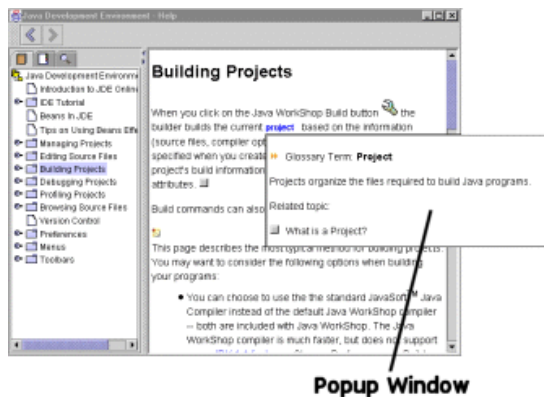 Java Development Environment - Help
Java Development Environme
Introduction to JDE Online
IDE Tutorial
Beans In JDE
Tips on Using Beans Effe
Managing Projects
Editing Source Files
Building Projects
Debugging Projects
Profiling Projects
Browsing Source Files
Version Control
Preferences
Menus
Toolbars
Building Projects
When you click on the Java WorkShop Build button the
builder builds the current project based on the information
(source files, compiler opt
specified when you create
project's build information
attributes.
Build commands can also
Glossary Term: Project
Projects organize the files required to build Java programs.
Related topic:
What is a Project?
This page describes the most typical method for building projects.
You may want to consider the following options when building
your programs:
• You can choose to use the the standard JavaSoft™ Java
Compiler instead of the default Java WorkShop compiler
-- both are included with Java WorkShop. The Java
WorkShop compiler is much faster, but does not support
Popup Window